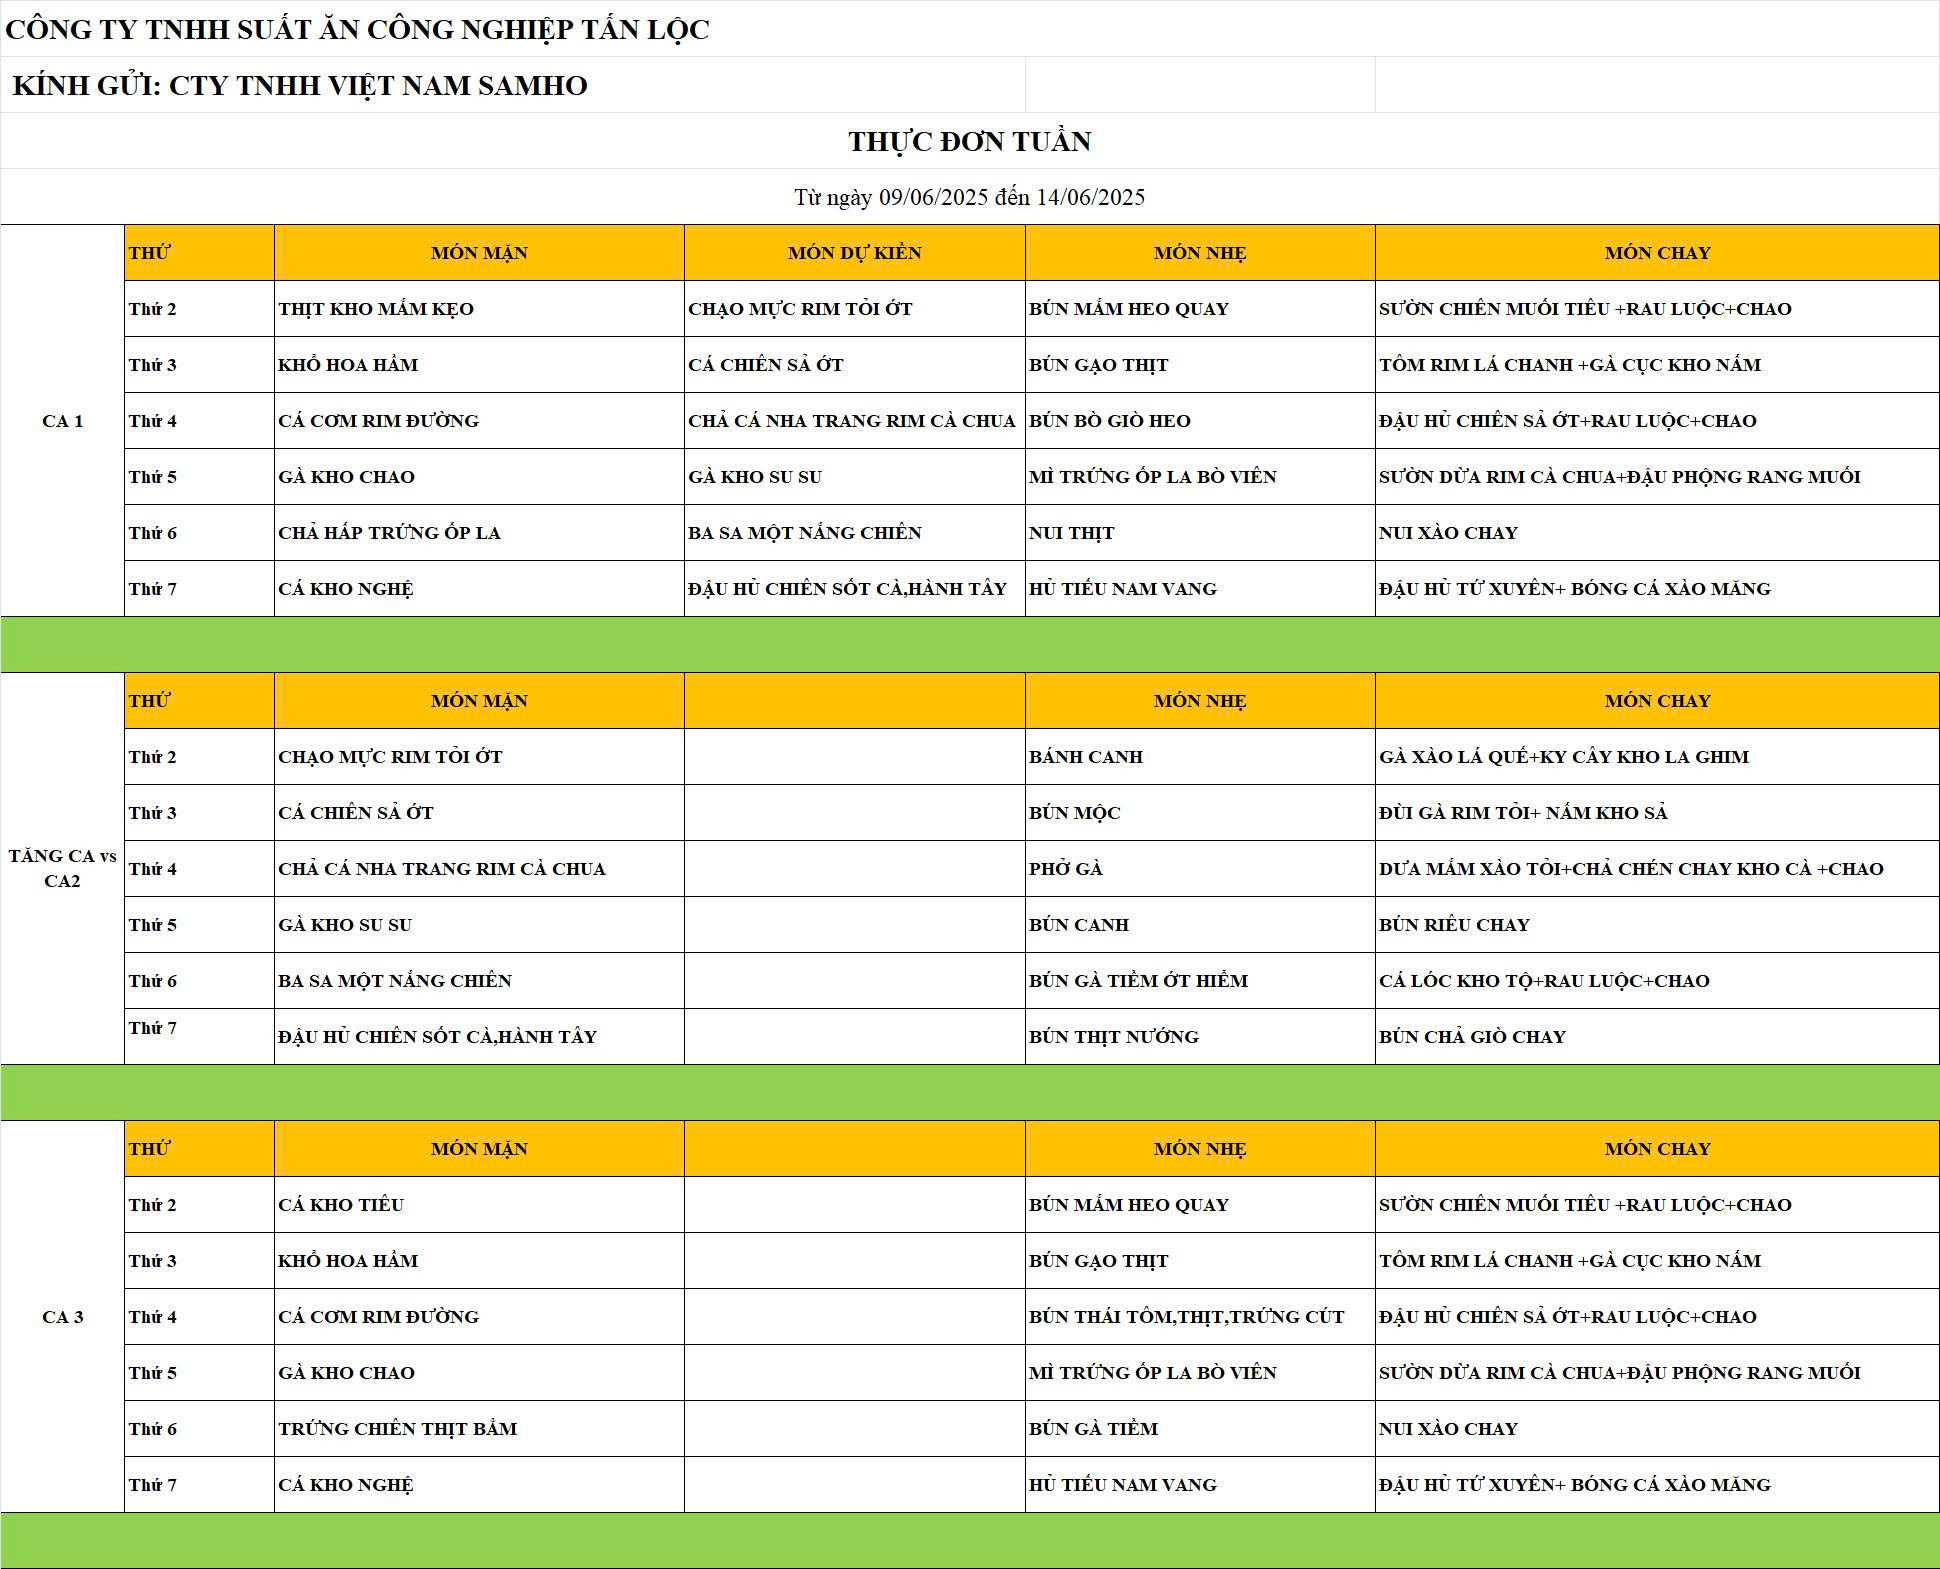 CÔNG TY TNHH SUẤT ĂN CÔNG NGHIỆP TẤN LỘC
KÍNH GỬI: CTY TNHH VIỆT NAM SAMHO
THỰC ĐƠN TUẦN
Từ ngày 09/06/2025 đến 14/06/2025
THỨ MÓN MẶN MÓN DỰ KIẾN MÓN NHẸ MÓN CHAY
Thứ 2 THỊT KHO MẮM KẸO CHẠO MỰC RIM TỎI ỚT BÚN MẮM HEO QUAY SƯỜN CHIÊN MUỐI TIÊU +RAU LUỘC+CHAO
Thứ 3 KHỔ HOA HẦM CÁ CHIÊN SẢ ỚT BÚN GẠO THỊT TÔM RIM LÁ CHANH +GÀ CỤC KHO NẤM
CA 1 Thứ 4 CÁ CƠM RIM ĐƯỜNG CHẢ CÁ NHA TRANG RIM CÀ CHUA BÚN BÒ GIÒ HEO ĐẬU HỦ CHIÊN SẢ ỚT+RAU LUỘC+CHAO
Thứ 5 GÀ KHO CHAO GÀ KHO SU SU MÌ TRỨNG ỐP LA BÒ VIÊN SƯỜN DỪA RIM CÀ CHUA+ĐẬU PHỘNG RANG MUỐI
Thứ 6 CHẢ HẤP TRỨNG ỐP LA BA SA MỘT NẮNG CHIÊN NUI THỊT NUI XÀO CHAY
Thứ 7 CÁ KHO NGHỆ ĐẬU HỦ CHIÊN SỐT CÀ,HÀNH TÂY HỦ TIẾU NAM VANG ĐẬU HỦ TỨ XUYÊN+ BÓNG CÁ XÀO MĂNG
THỨ MÓN MẶN MÓN NHẸ MÓN CHAY
Thứ 2 CHẠO MỰC RIM TỎI ỚT BÁNH CANH GÀ XÀO LÁ QUẾ+KY CÂY KHO LA GHIM
Thứ 3 CÁ CHIÊN SẢ ỚT BÚN MỘC ĐÙI GÀ RIM TỎI+ NẤM KHO SẢ
TĂNG CA vs
CA2
Thứ 4 CHẢ CÁ NHA TRANG RIM CÀ CHUA PHỞ GÀ DƯA MẮM XÀO TỎI+CHẢ CHÉN CHAY KHO CÀ +CHAO
Thứ 5 GÀ KHO SU SU BÚN CANH BÚN RIÊU CHAY
Thứ 6 BA SA MỘT NẮNG CHIÊN BÚN GÀ TIỀM ỚT HIỂM CÁ LÓC KHO TỘ+RAU LUỘC+CHAO
Thứ 7 ĐẬU HỦ CHIÊN SỐT CÀ,HÀNH TÂY BÚN THỊT NƯỚNG BÚN CHẢ GIÒ CHAY
THỨ MÓN MẶN MÓN NHẸ MÓN CHAY
Thứ 2 CÁ KHO TIÊU BÚN MẮM HEO QUAY SƯỜN CHIÊN MUỐI TIÊU +RAU LUỘC+CHAO
Thứ 3 KHỔ HOA HẦM BÚN GẠO THỊT TÔM RIM LÁ CHANH +GÀ CỤC KHO NẤM
CA 3 Thứ 4 CÁ CƠM RIM ĐƯỜNG BÚN THÁI TÔM,THỊT,TRỨNG CÚT ĐẬU HỦ CHIÊN SẢ ỚT+RAU LUỘC+CHAO
Thứ 5 GÀ KHO CHAO MÌ TRỨNG ỐP LA BÒ VIÊN SƯỜN DỪA RIM CÀ CHUA+ĐẬU PHỘNG RANG MUỐI
Thứ 6 TRỨNG CHIÊN THỊT BẰM BÚN GÀ TIỀM NUI XÀO CHAY
Thứ 7 CÁ KHO NGHỆ HỦ TIẾU NAM VANG ĐẬU HỦ TỨ XUYÊN+ BÓNG CÁ XÀO MĂNG